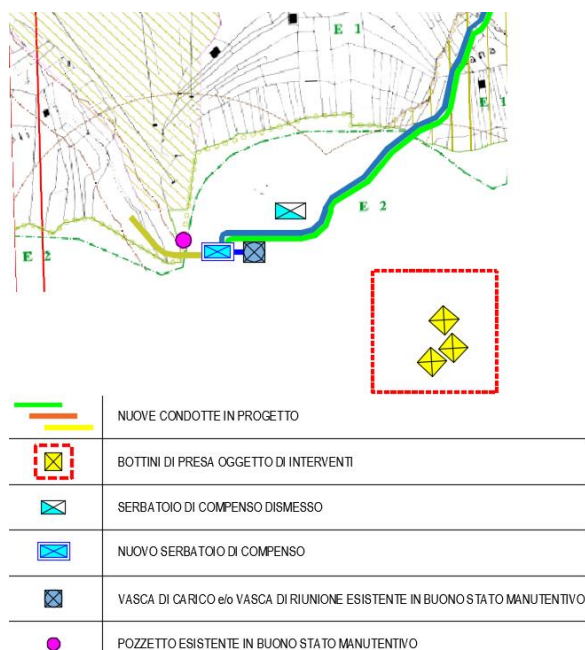 E 1
E 1
E 2
E 2
NUOVE CONDOTTE IN PROGETTO
BOTTINI DI PRESA OGGETTO DI INTERVENTI
SERBATOIO DI COMPENSO DISMESSO
NUOVO SERBATOIO DI COMPENSO
VASCA DI CARICO e/o VASCA DI RIUNIONE ESISTENTE IN BUONO STATO MANUTENTIVO
POZZETTO ESISTENTE IN BUONO STATO MANUTENTIVO